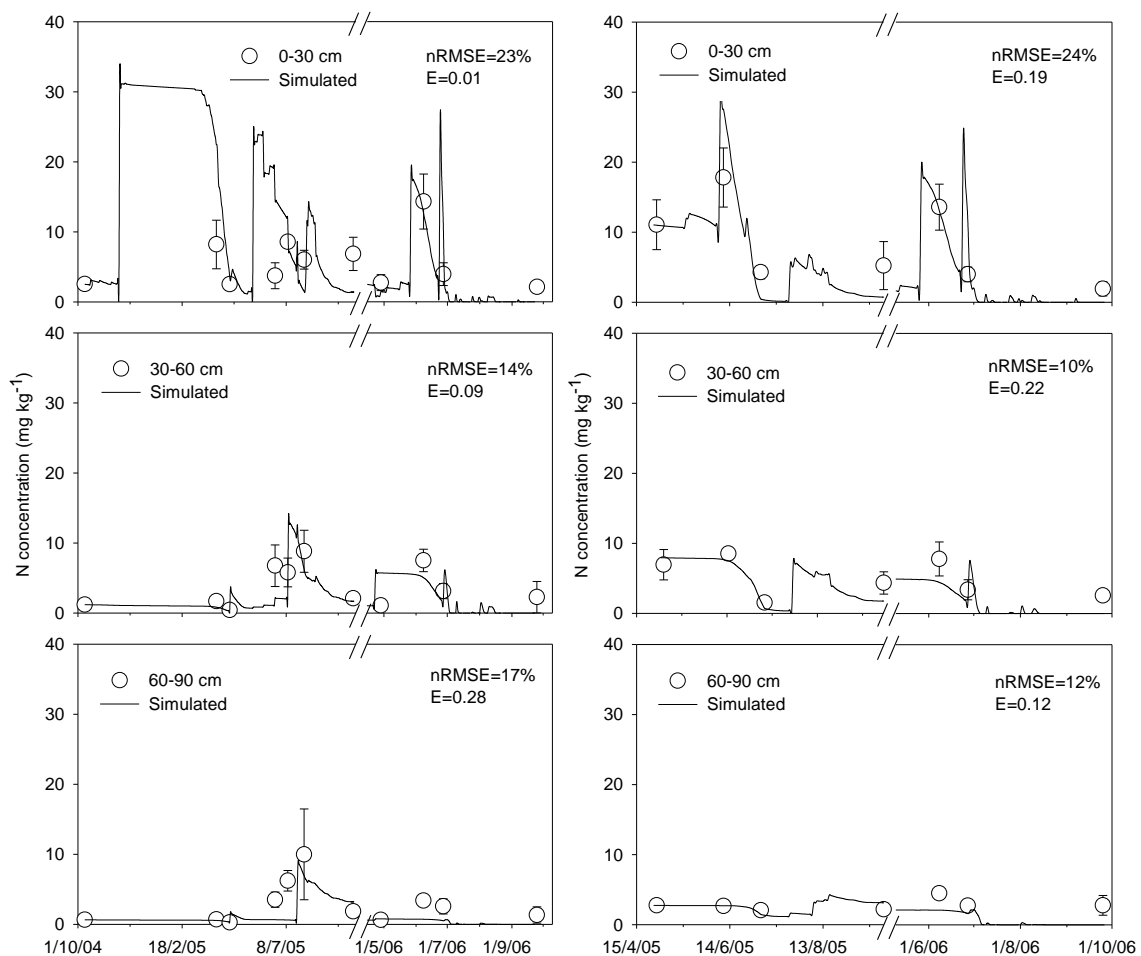 40
30
20
10
0
0-30 cm
Simulated
nRMSE=23%
E=0.01
40
30
20
10
0
0-30 cm
Simulated
nRMSE=24%
E=0.19
N concentration (mg kg-1)
40
30
20
10
0
30-60 cm
Simulated
nRMSE=14%
E=0.09
N concentration (mg kg-1)
40
30
20
10
0
30-60 cm
Simulated
nRMSE=10%
E=0.22
40
30
20
10
0
60-90 cm
Simulated
nRMSE=17%
E=0.28
1/10/04 18/2/05 8/7/05 1/5/06 1/7/06 1/9/06
40
30
20
10
0
60-90 cm
Simulated
nRMSE=12%
E=0.12
15/4/05 14/6/05 13/8/05 1/6/06 1/8/06 1/10/06